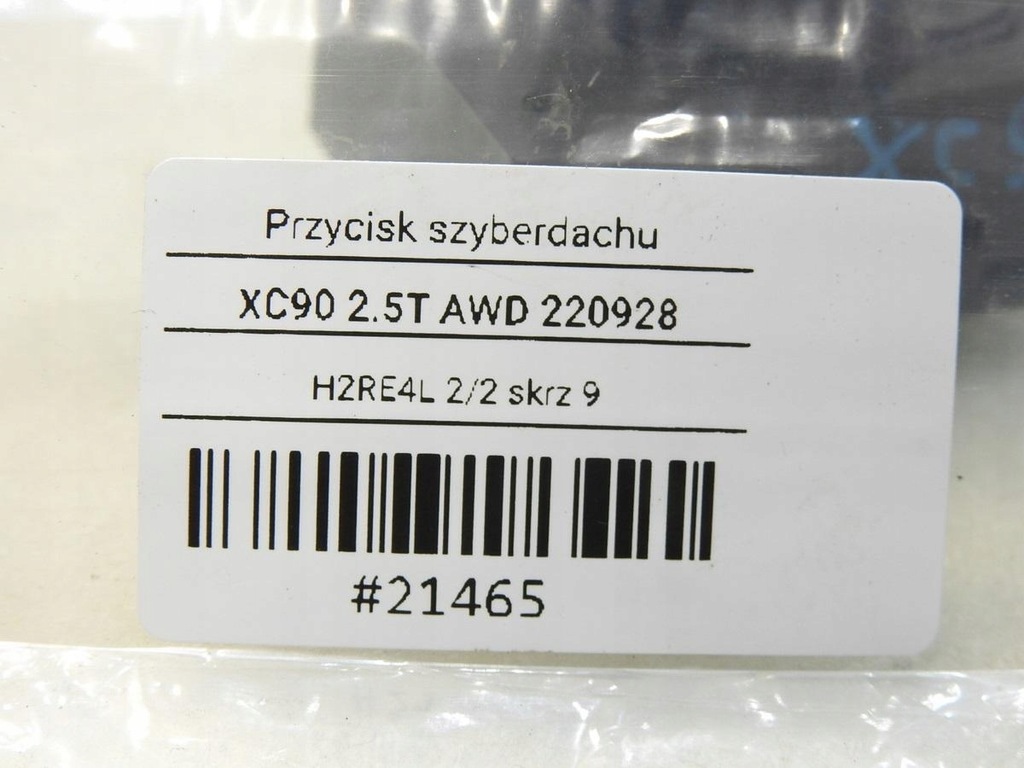 Przycisk szyberdachu
XC90 2.5T AWD 220928
H2RE4L 2/2 skrz 9
#21465